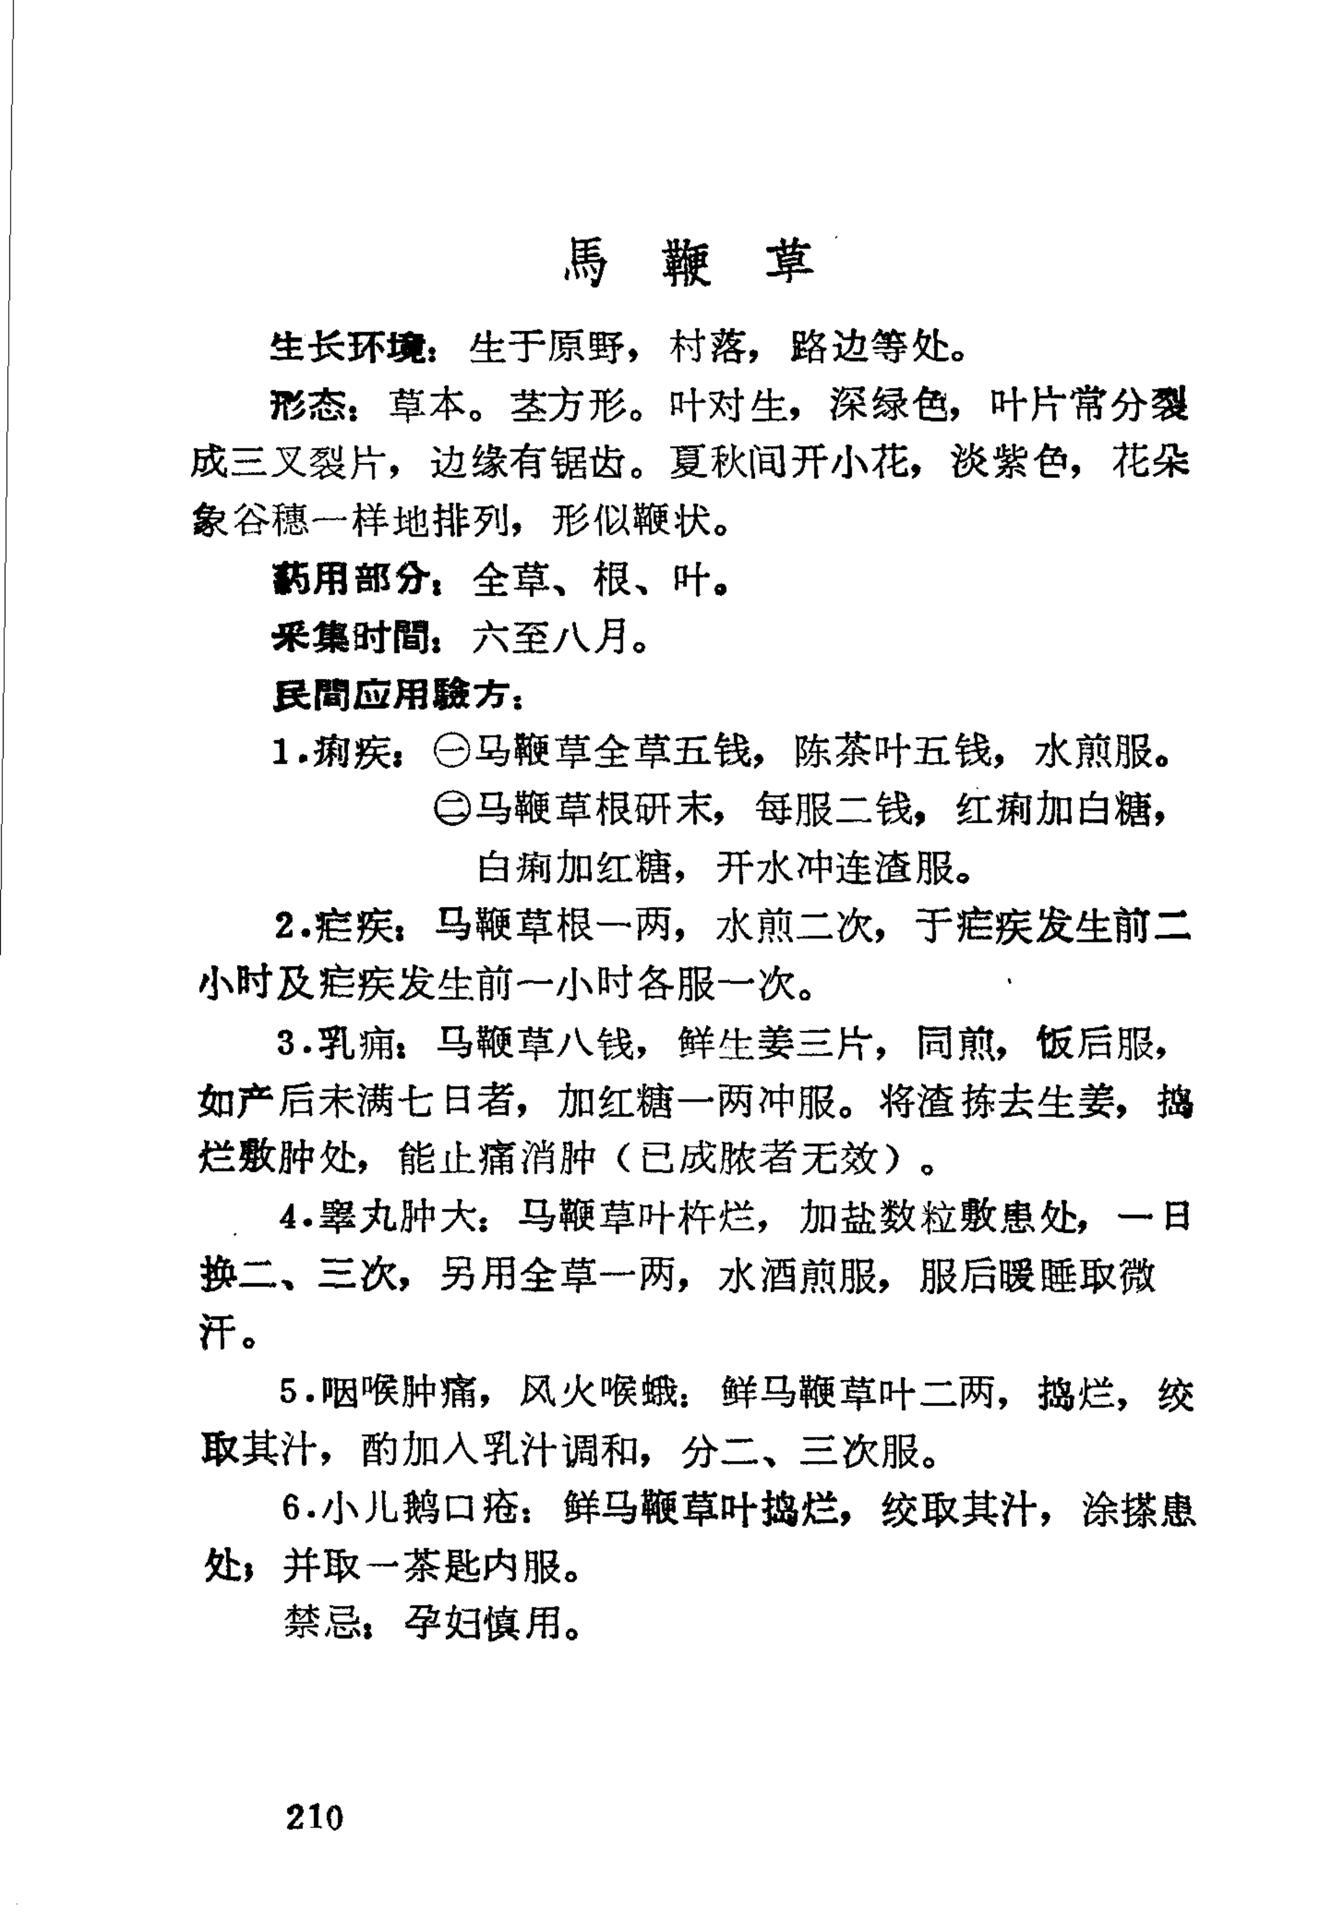 馬鞭草
生长环境：生于原野，村落，路边等处。
形态：草本。茎方形。叶对生，深绿色，叶片常分裂
成三叉裂片，边缘有锯齿。夏秋间开小花，淡紫色，花朵
象谷穗一样地排列，形似鞭状。
药用部分：全草、根、叶。
采集时間：六至八月。
民間应用驗方：
1.痢疾：㊀马鞭草全草五钱，陈茶叶五钱，水煎服。
㊁马鞭草根研末，每服二钱，红痢加白糖，
白痢加红糖，开水冲连渣服。
2.疟疾：马鞭草根一两，水煎二次，于疟疾发生前二
小时及疟疾发生前一小时各服一次。
3.乳痈：马鞭草八钱，鲜生姜三片，同煎，饭后服，
如产后未满七日者，加红糖一两冲服。将渣拣去生姜，捣
烂敷肿处，能止痛消肿（已成脓者无效）。
4.睾丸肿大：马鞭草叶杵烂，加盐数粒敷患处，一日
换二、三次，另用全草一两，水酒煎服，服后暖睡取微
汗。
5.咽喉肿痛，风火喉蛾：鲜马鞭草叶二两，捣烂，绞
取其汁，酌加入乳汁调和，分二、三次服。
6.小儿鹅口疮：鲜马鞭草叶捣烂，绞取其汁，涂搽患
处；并取一茶匙内服。
禁忌：孕妇慎用。
210